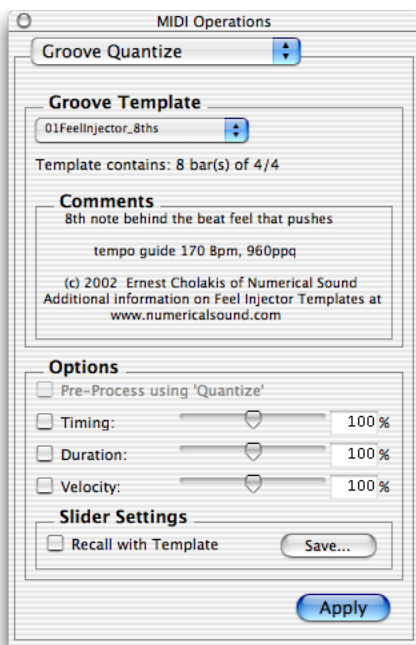 MIDI Operations
Groove Quantize
Groove Template
01FeelInjector_8ths
Template contains: 8 bar(s) of 4/4
Comments
8th note behind the beat feel that pushes
tempo guide 170 Bpm, 960ppq
(c) 2002  Ernest Cholakis of Numerical Sound
Additional information on Feel Injector Templates at
www.numericalsound.com
Options
Pre-Process using 'Quantize'
Timing: 100 %
Duration: 100 %
Velocity: 100 %
Slider Settings
Recall with Template Save...
Apply